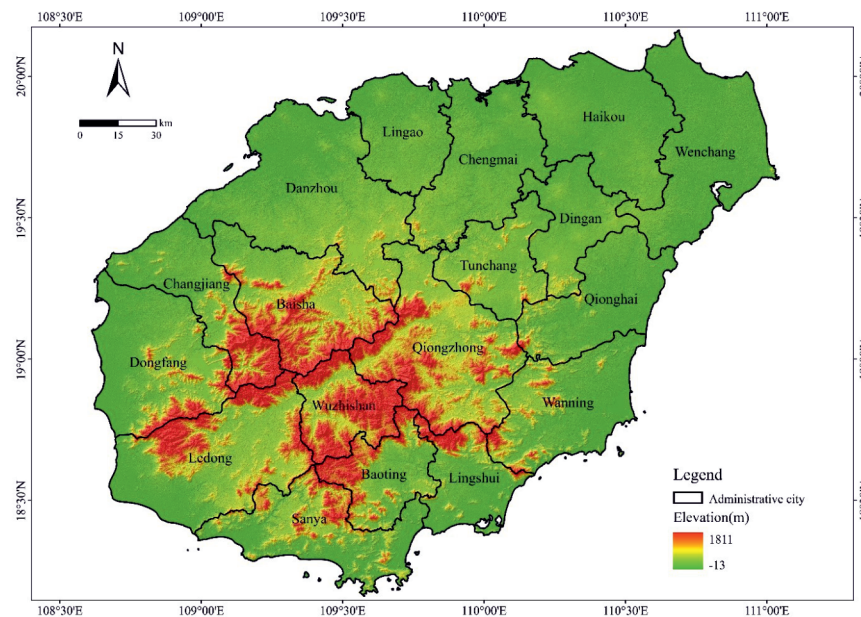 108°30'E 109°00'E 109°30'E 110°00'E 110°30'E 111°00'E
N
20°00'N
km
0 15 30
Lingao
Haikou
Chengmai
Wenchang
Danzhou
19°30'N
Dingan
Tunchang
Changjiang
Qionghai
Baisha
Qiongzhong
19°00'N
Dongfang
Wuzhishan
Wanning
Ledong
Baoting
Lingshui
18°30'N
Sanya
Legend
Administrative city
Elevation(m)
1811
-13
108°30'E 109°00'E 109°30'E 110°00'E 110°30'E 111°00'E